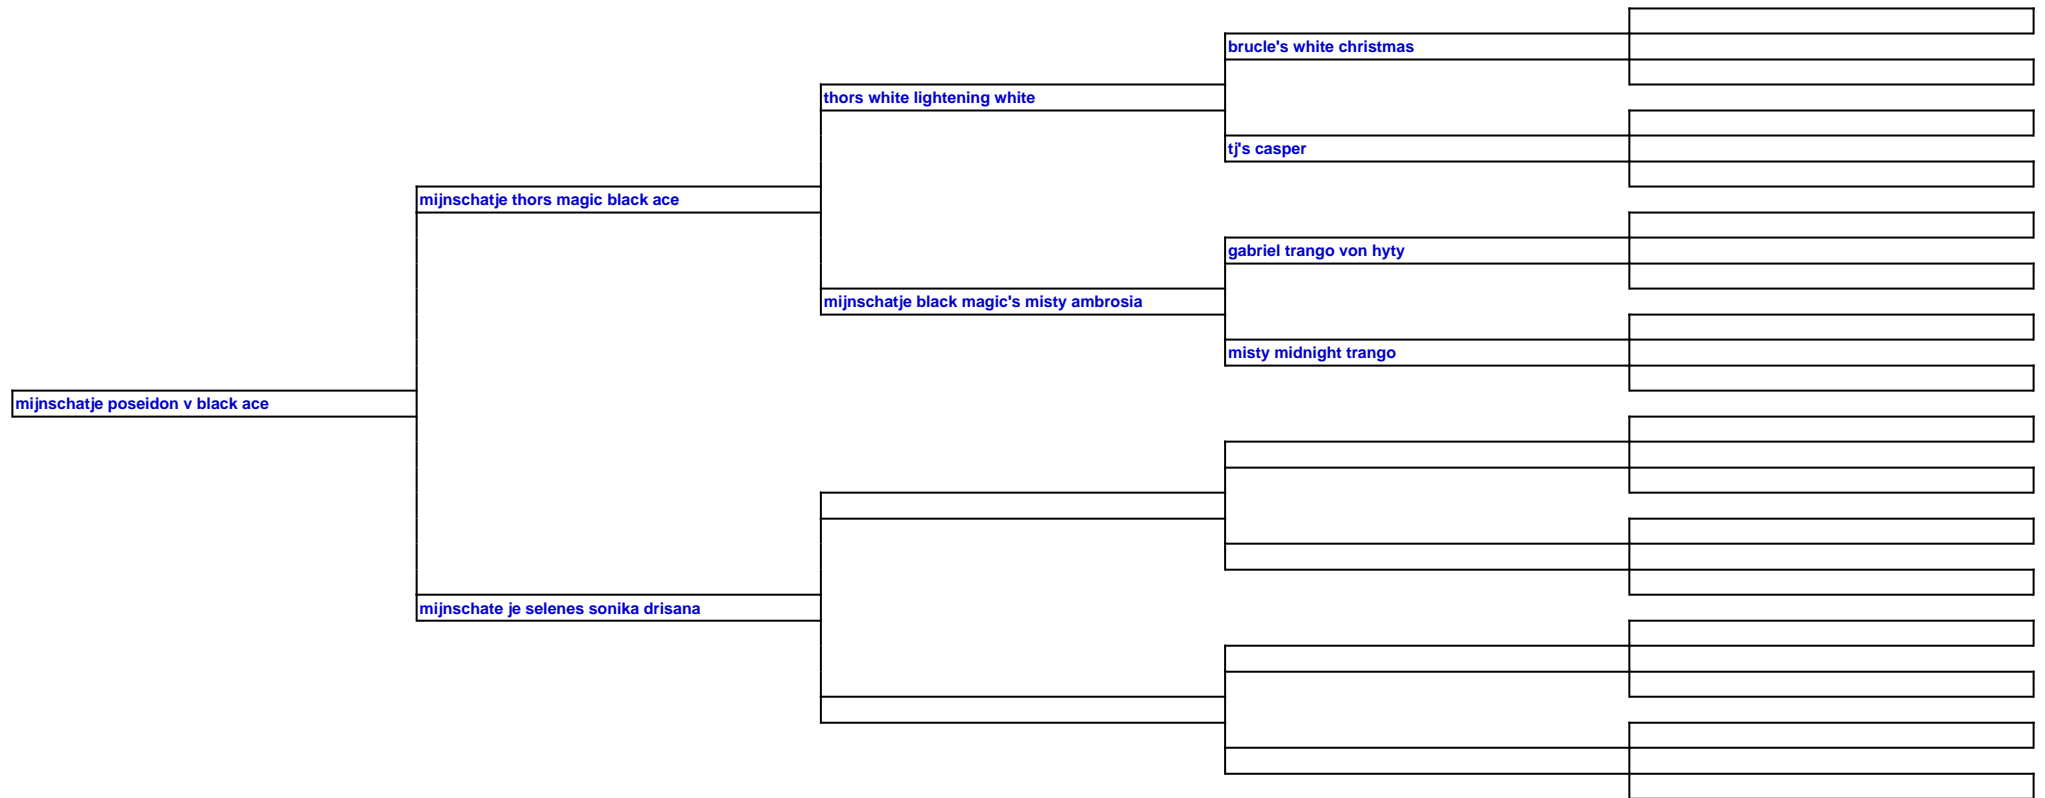 brucle's white christmas
thors white lightening white
tj's casper
mijnschatje thors magic black ace
gabriel trango von hyty
mijnschatje black magic's misty ambrosia
misty midnight trango
mijnschatje poseidon v black ace
mijnschate je selenes sonika drisana